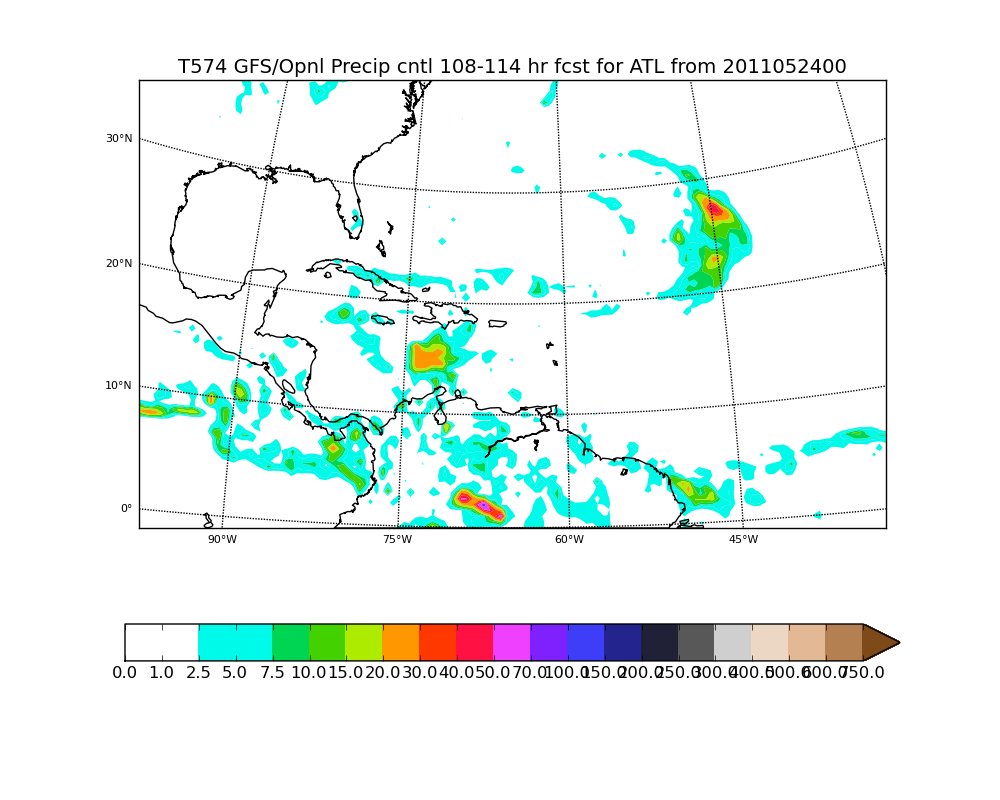 T574 GFS/Opnl Precip cntl 108-114 hr fcst for ATL from 2011052400
30°N
20°N
10°N
0°
90°W 75°W 60°W 45°W
0.0 1.0 2.5 5.0 7.5 10.0 15.0 20.0 30.0 40.0 50.0 70.0 100.0 150.0 200.0 250.0 300.0 400.0 500.0 600.0 750.0